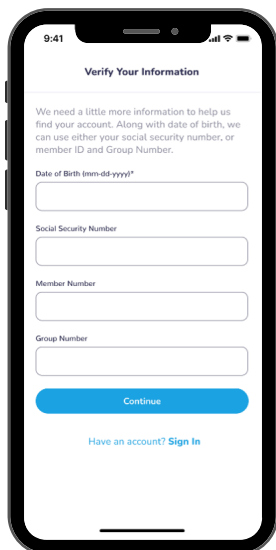 9:41
Verify Your Information
We need a little more information to help us
find your account. Along with date of birth, we
can use either your social security number, or
member ID and Group Number.
Date of Birth (mm-dd-yyyy)*
Social Security Number
Member Number
Group Number
Continue
Have an account? Sign In